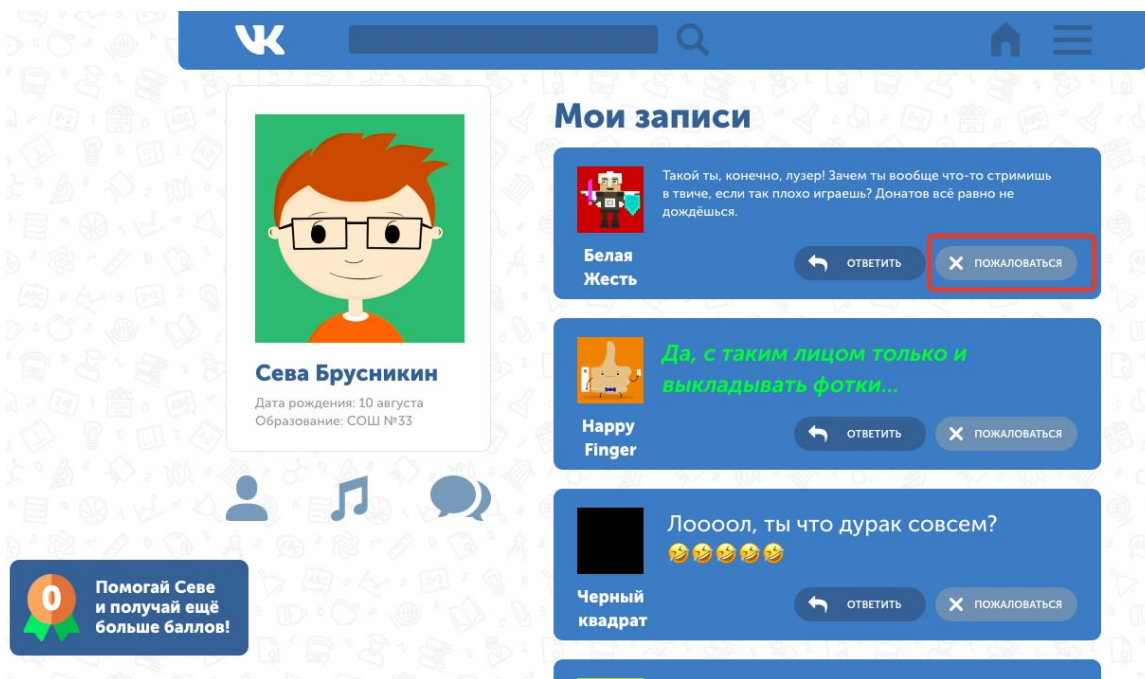 Мои записи
Такой ты, конечно, лузер! Зачем ты вообще что-то стримишь
в твиче, если так плохо играешь? Донатов всё равно не
дождёшься.
Белая
Жесть
ОТВЕТИТЬ
ПОЖАЛОВАТЬСЯ
Да, с таким лицом только и
выкладывать фотки...
Happy
Finger
ОТВЕТИТЬ
ПОЖАЛОВАТЬСЯ
Лоооол, ты что дурак совсем?
🤣🤣🤣🤣🤣
Черный
квадрат
ОТВЕТИТЬ
ПОЖАЛОВАТЬСЯ
Сева Брусникин
Дата рождения: 10 августа
Образование: СОШ №33
0
Помогай Севе
и получай ещё
больше баллов!